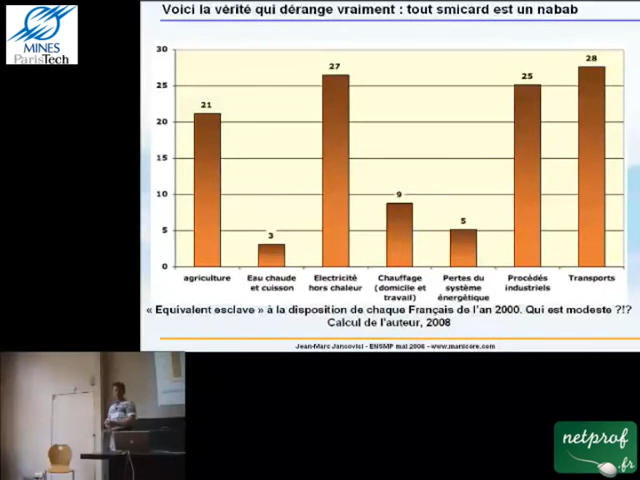 Voici la vérité qui dérange vraiment : tout smicard est un nabab
MINES
ParisTech
30
25
20
15
10
5
0
21
3
27
9
5
25
28
agriculture
Eau chaude
et cuisson
Electricité
hors chaleur
Chauffage
(domicile et
travail)
Pertes du
système
énergétique
Procédés
industriels
Transports
« Equivalent esclave » à la disposition de chaque Français de l'an 2000. Qui est modeste ?!?
Calcul de l'auteur, 2008
Jean-Marc Jancovici - ENSMP mai 2008 - www.manicore.com
netprof
.fr